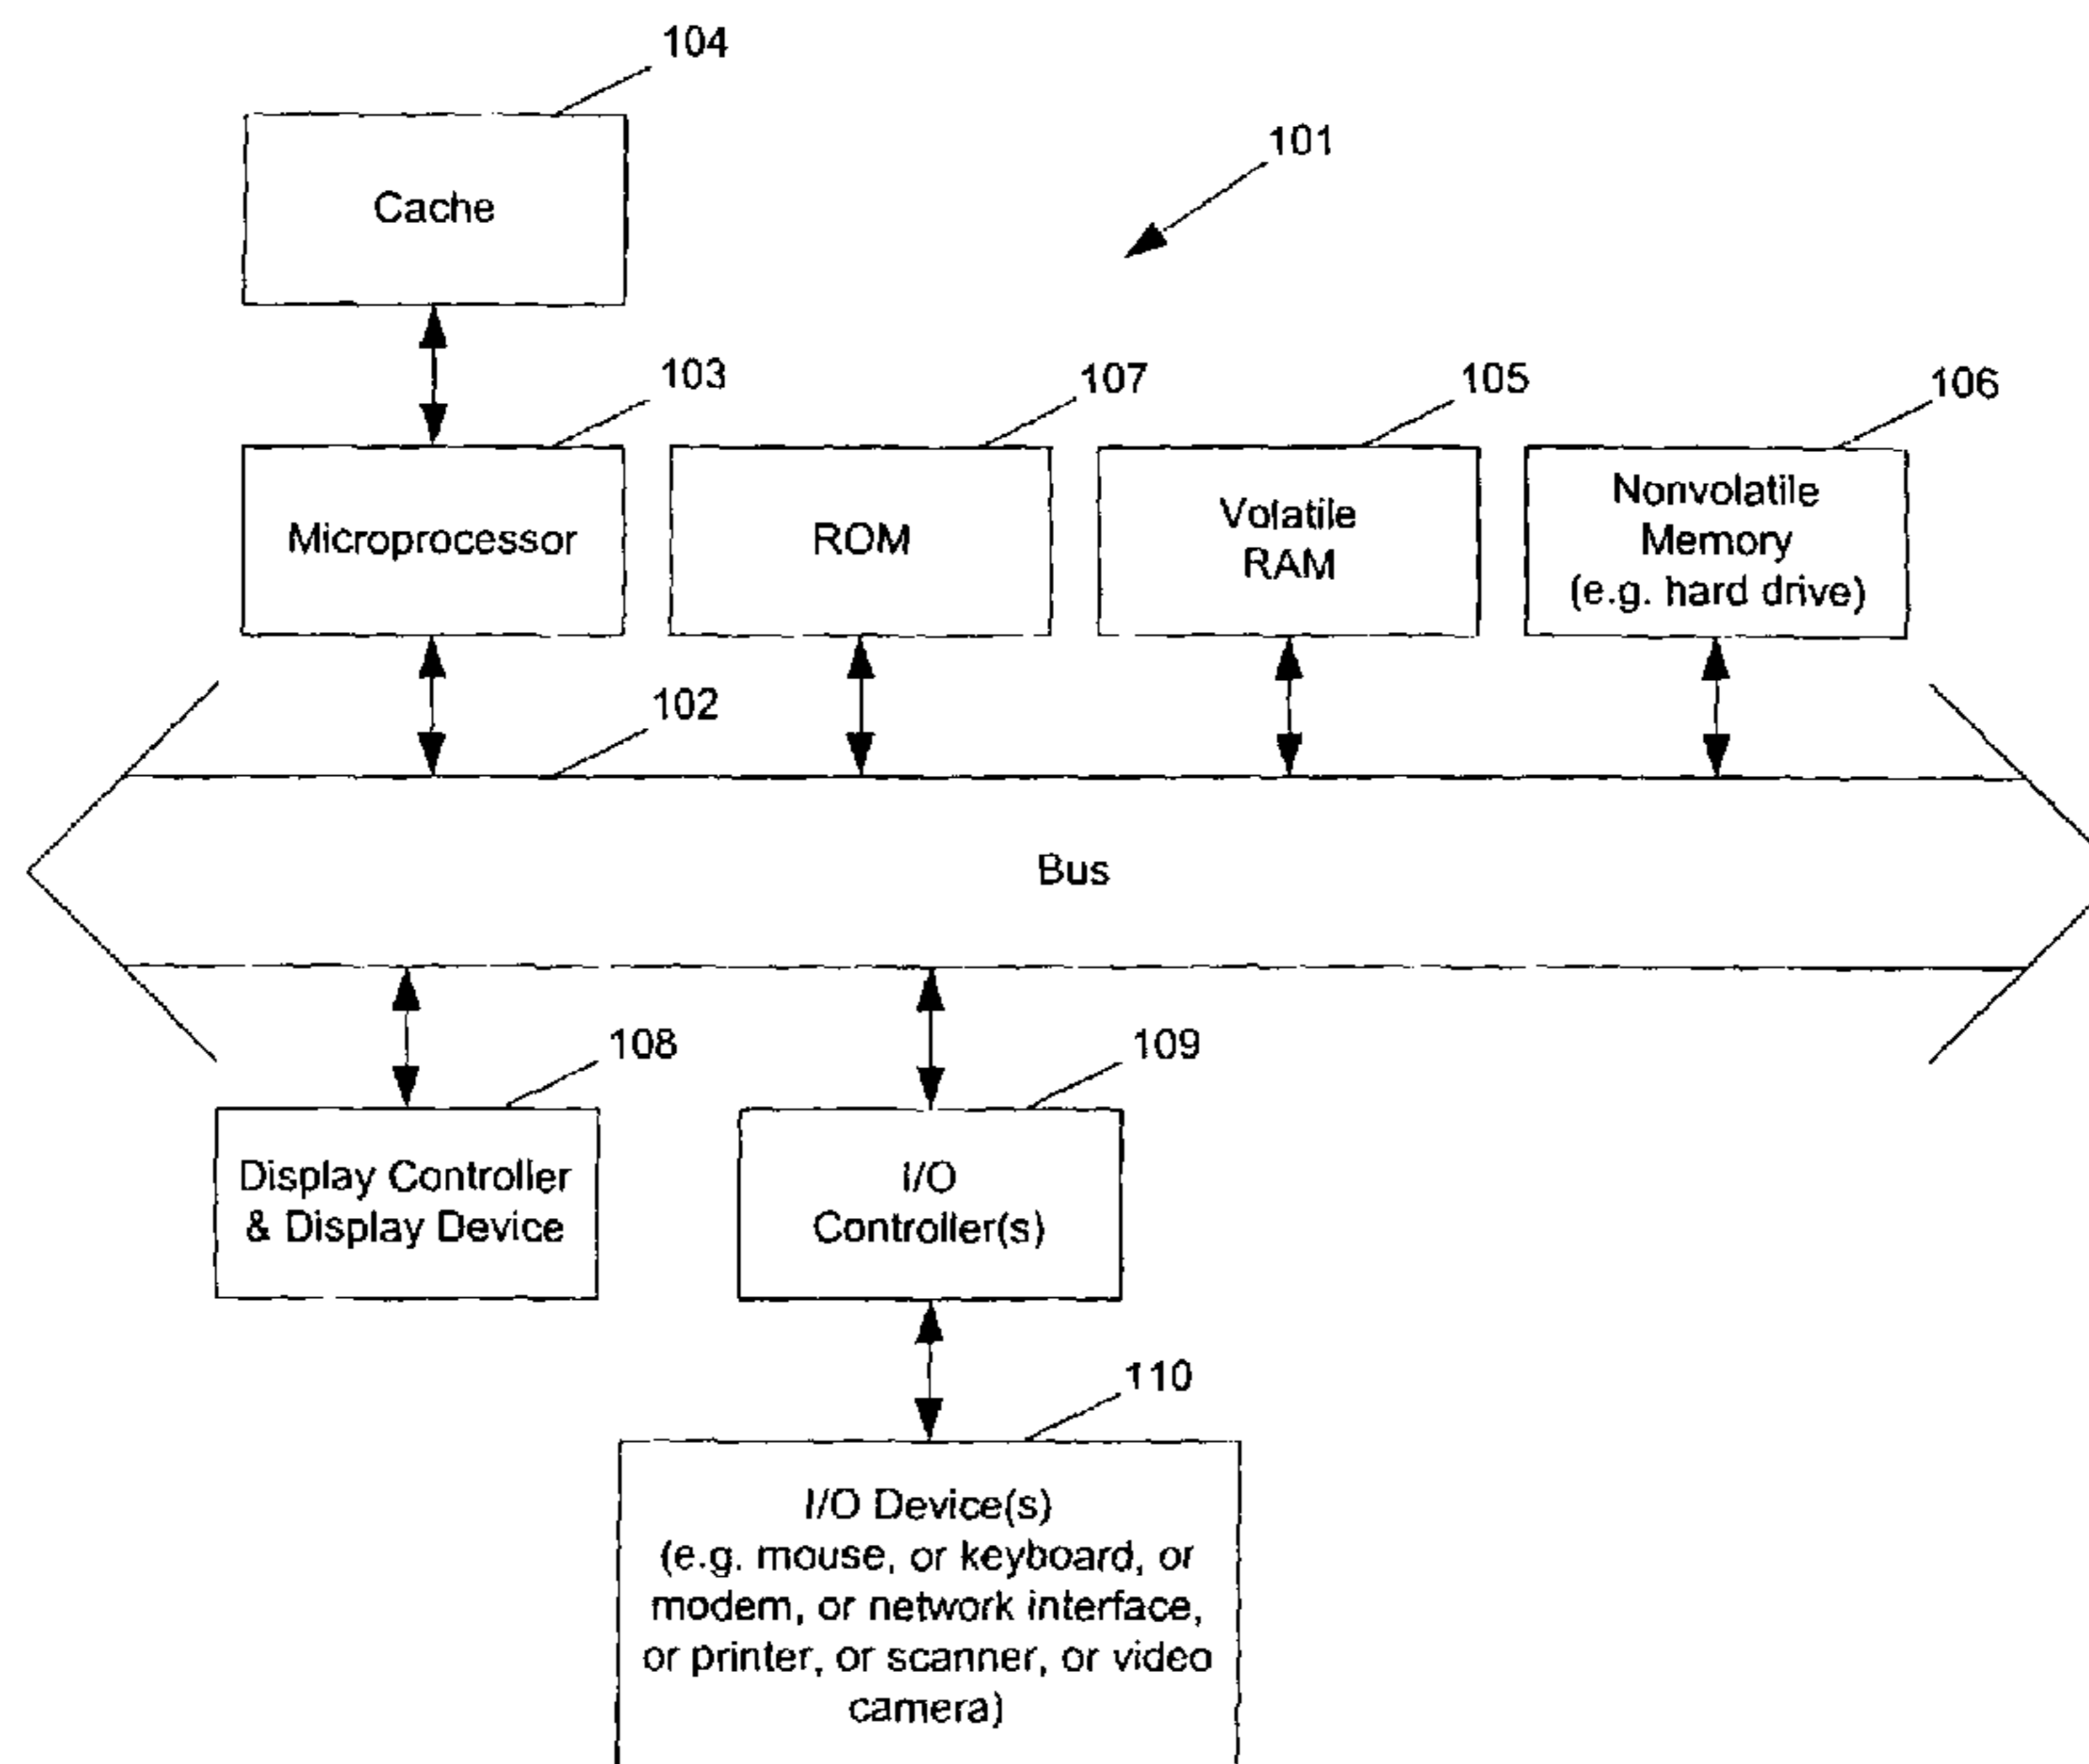 104
101
Cache
103
107
105
106
Microprocessor
ROM
Volatile
RAM
Nonvolatile
Memory
(e.g. hard drive)
102
Bus
108
109
Display Controller
& Display Device
I/O
Controller(s)
110
I/O Device(s)
(e.g. mouse, or keyboard, or
modem, or network interface,
or printer, or scanner, or video
camera)